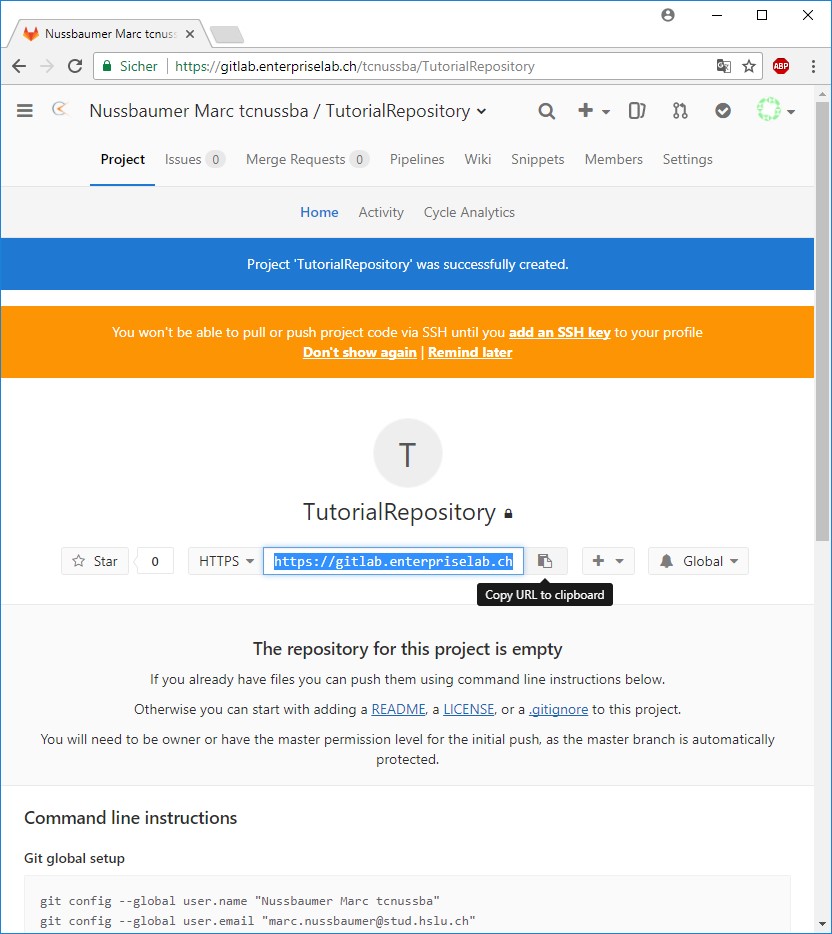 Nussbaumer Marc tcnuss
Sicher https://gitlab.enterpriselab.ch/tcnussba/TutorialRepository
ABP
Nussbaumer Marc tcnussba / TutorialRepository
Project Issues 0 Merge Requests 0 Pipelines Wiki Snippets Members Settings
Home Activity Cycle Analytics
Project 'TutorialRepository' was successfully created.
You won't be able to pull or push project code via SSH until you add an SSH key to your profile
Don't show again | Remind later
T
TutorialRepository
Star 0 HTTPS https://gitlab.enterpriselab.ch Global
Copy URL to clipboard
The repository for this project is empty
If you already have files you can push them using command line instructions below.
Otherwise you can start with adding a README, a LICENSE, or a .gitignore to this project.
You will need to be owner or have the master permission level for the initial push, as the master branch is automatically
protected.
Command line instructions
Git global setup
git config --global user.name "Nussbaumer Marc tcnussba"
git config --global user.email "marc.nussbaumer@stud.hslu.ch"